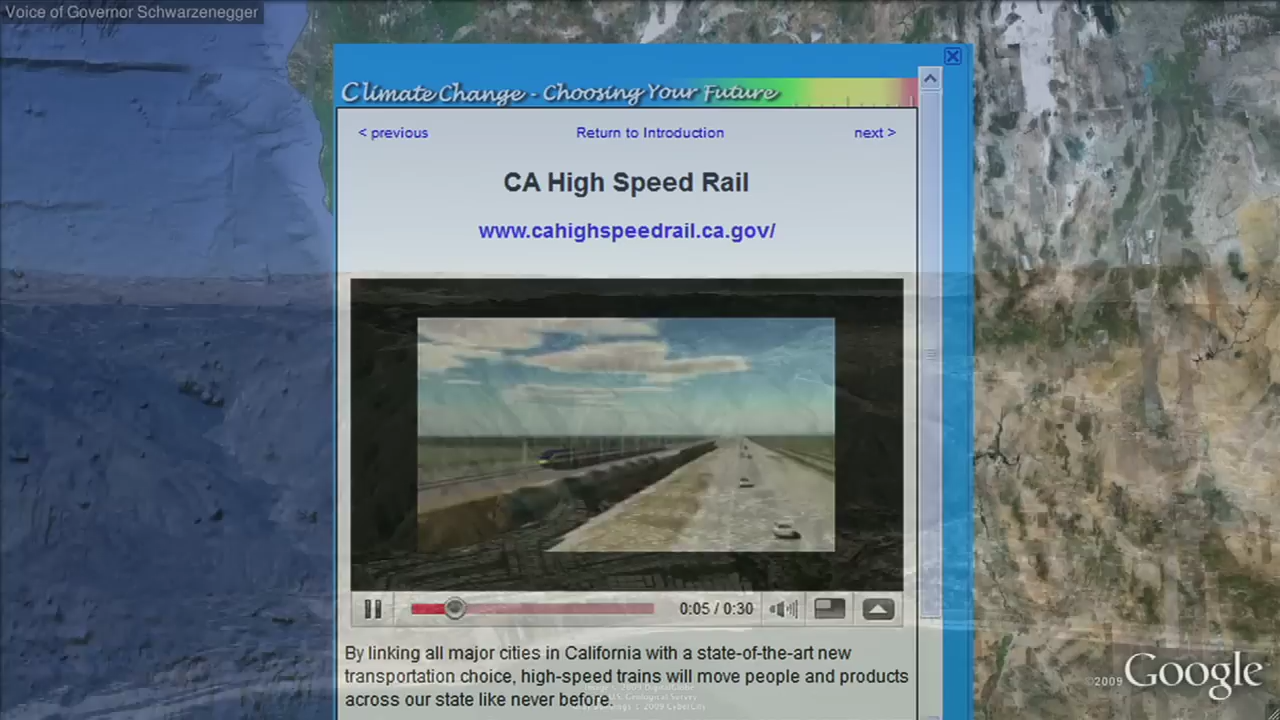 Voice of Governor Schwarzenegger
Climate Change - Choosing Your Future
< previous
Return to Introduction
next >
CA High Speed Rail
www.cahighspeedrail.ca.gov/
0:05 / 0:30
By linking all major cities in California with a state-of-the-art new
transportation choice, high-speed trains will move people and products
across our state like never before.
©2009 Google